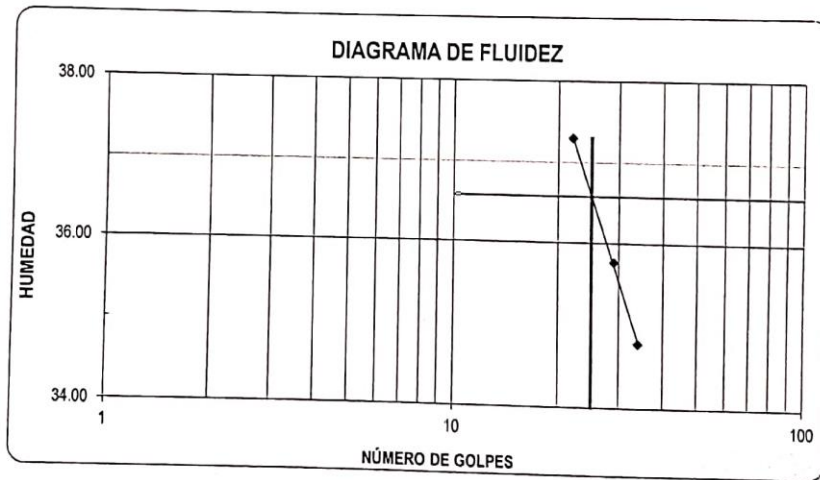 DIAGRAMA DE FLUIDEZ
38.00
36.00
34.00
HUMEDAD
1
10
100
NÚMERO DE GOLPES